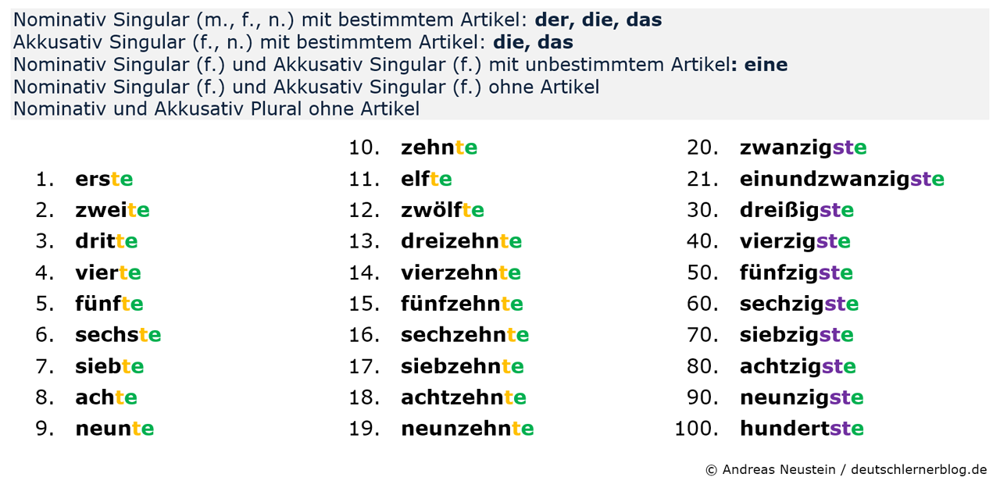 Nominativ Singular (m., f., n.) mit bestimmtem Artikel: der, die, das
Akkusativ Singular (f., n.) mit bestimmtem Artikel: die, das
Nominativ Singular (f.) und Akkusativ Singular (f.) mit unbestimmtem Artikel: eine
Nominativ Singular (f.) und Akkusativ Singular (f.) ohne Artikel
Nominativ und Akkusativ Plural ohne Artikel
1. erste
2. zweite
3. dritte
4. vierte
5. fünfte
6. sechste
7. siebte
8. achte
9. neunte
10. zehnte
11. elfte
12. zwölfte
13. dreizehnte
14. vierzehnte
15. fünfzehnte
16. sechzehnte
17. siebzehnte
18. achtzehnte
19. neunzehnte
20. zwanzigste
21. einundzwanzigste
30. dreißigste
40. vierzigste
50. fünfzigste
60. sechzigste
70. siebzigste
80. achtzigste
90. neunzigste
100. hundertste
© Andreas Neustein / deutschlernerblog.de